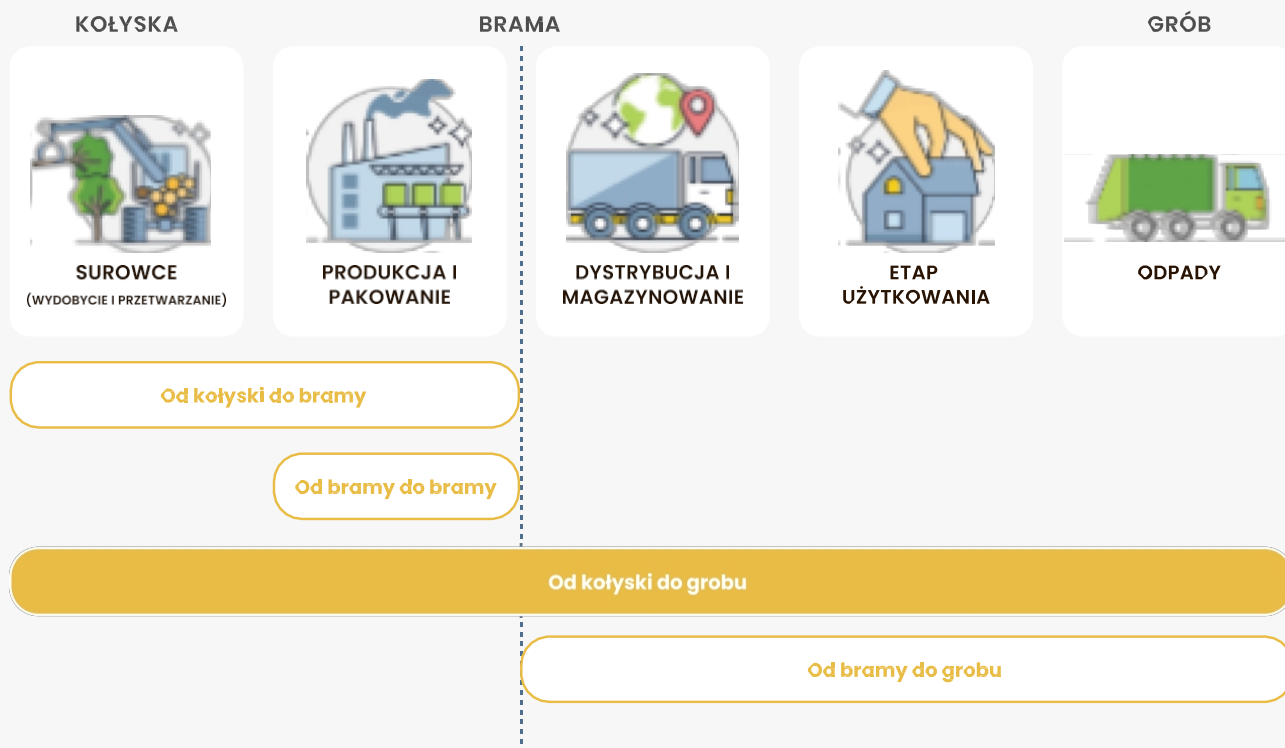 KOŁYSKA
BRAMA
GRÓB
SUROWCE
(WYDOBYCIE I PRZETWARZANIE)
PRODUKCJA I
PAKOWANIE
DYSTRYBUCJA I
MAGAZYNOWANIE
ETAP
UŻYTKOWANIA
ODPADY
Od kołyski do bramy
Od bramy do bramy
Od kołyski do grobu
Od bramy do grobu